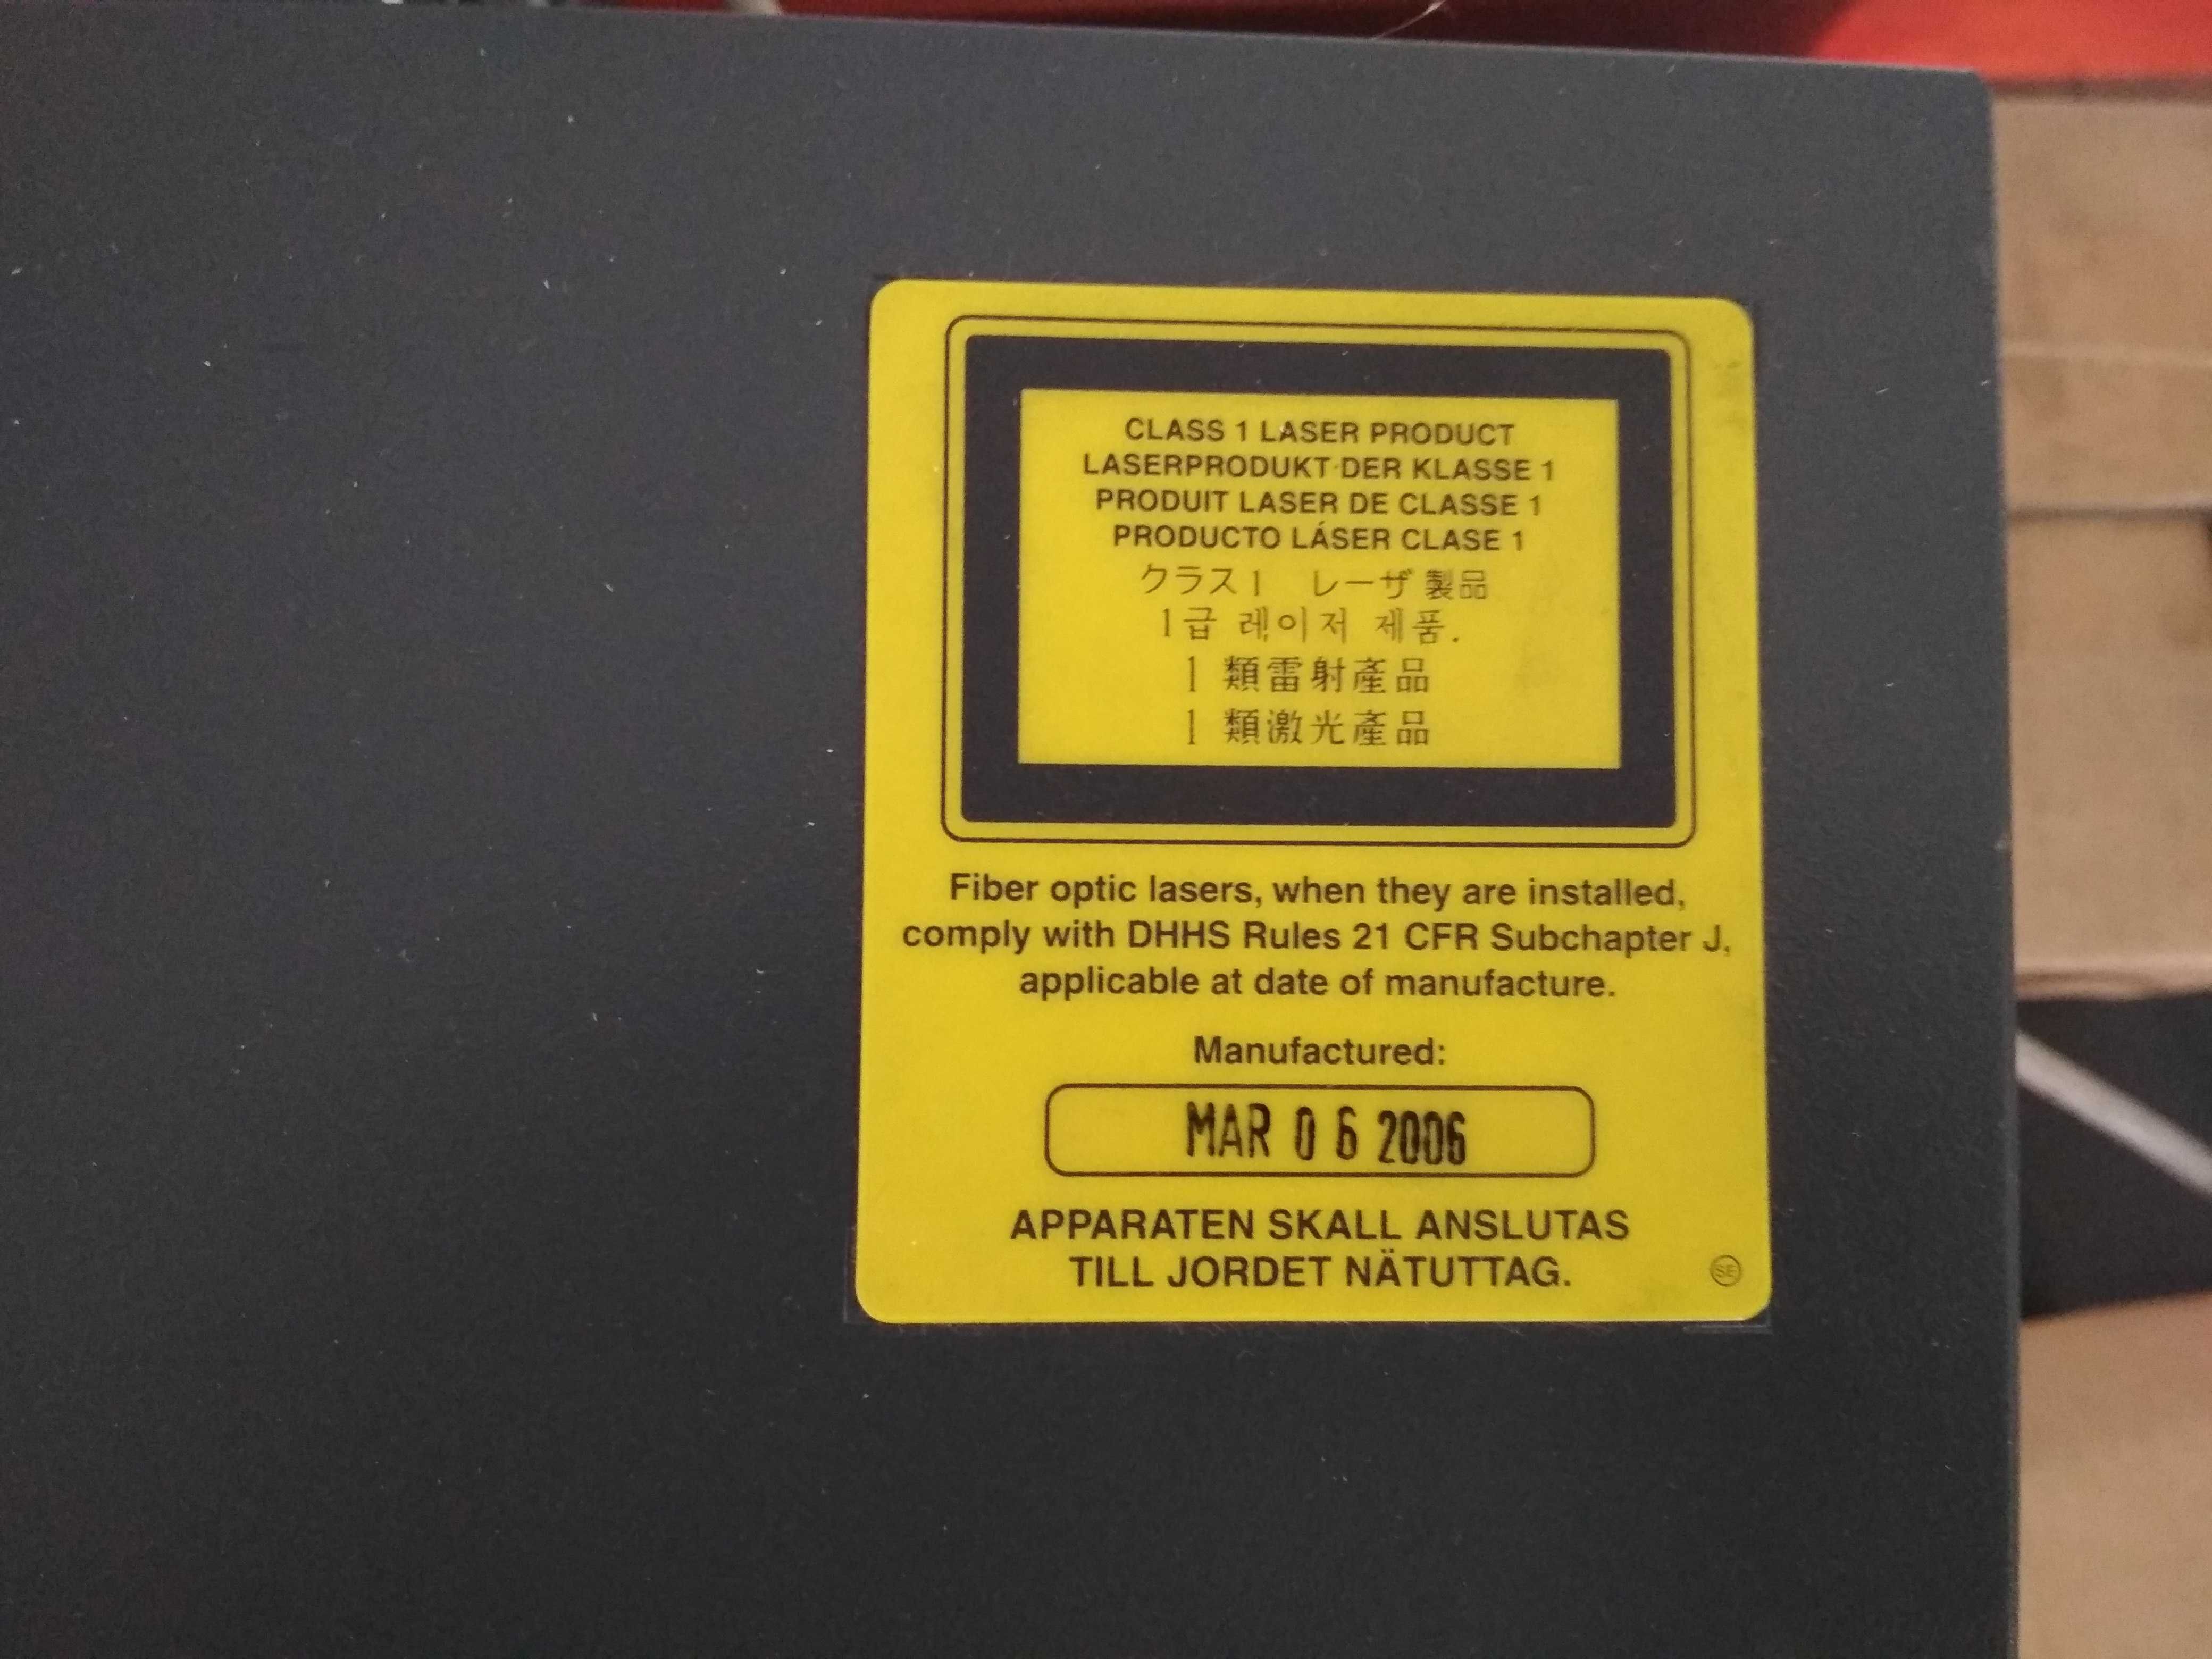 CLASS 1 LASER PRODUCT
LASERPRODUKT DER KLASSE 1
PRODUIT LASER DE CLASSE 1
PRODUCTO LÁSER CLASE 1
クラス1 レーザ製品
1급 레이저 제품.
1 類雷射產品
1 類激光產品
Fiber optic lasers, when they are installed,
comply with DHHS Rules 21 CFR Subchapter J,
applicable at date of manufacture.
Manufactured:
MAR 06 2006
APPARATEN SKALL ANSLUTAS
TILL JORDET NÄTUTTAG.
SE